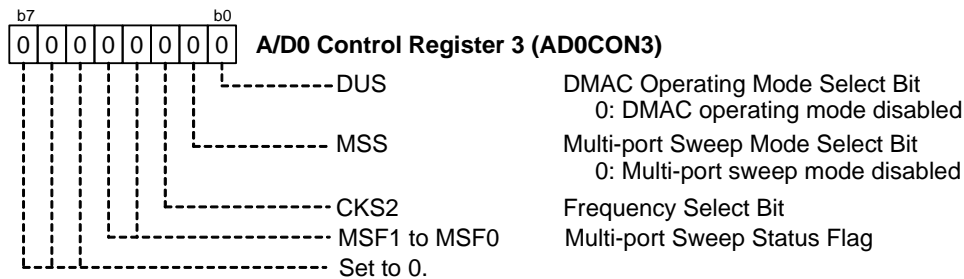 b7 b0
0 0 0 0 0 0 0 0 A/D0 Control Register 3 (AD0CON3)
DUS DMAC Operating Mode Select Bit
0: DMAC operating mode disabled
MSS Multi-port Sweep Mode Select Bit
0: Multi-port sweep mode disabled
CKS2 Frequency Select Bit
MSF1 to MSF0 Multi-port Sweep Status Flag
Set to 0.